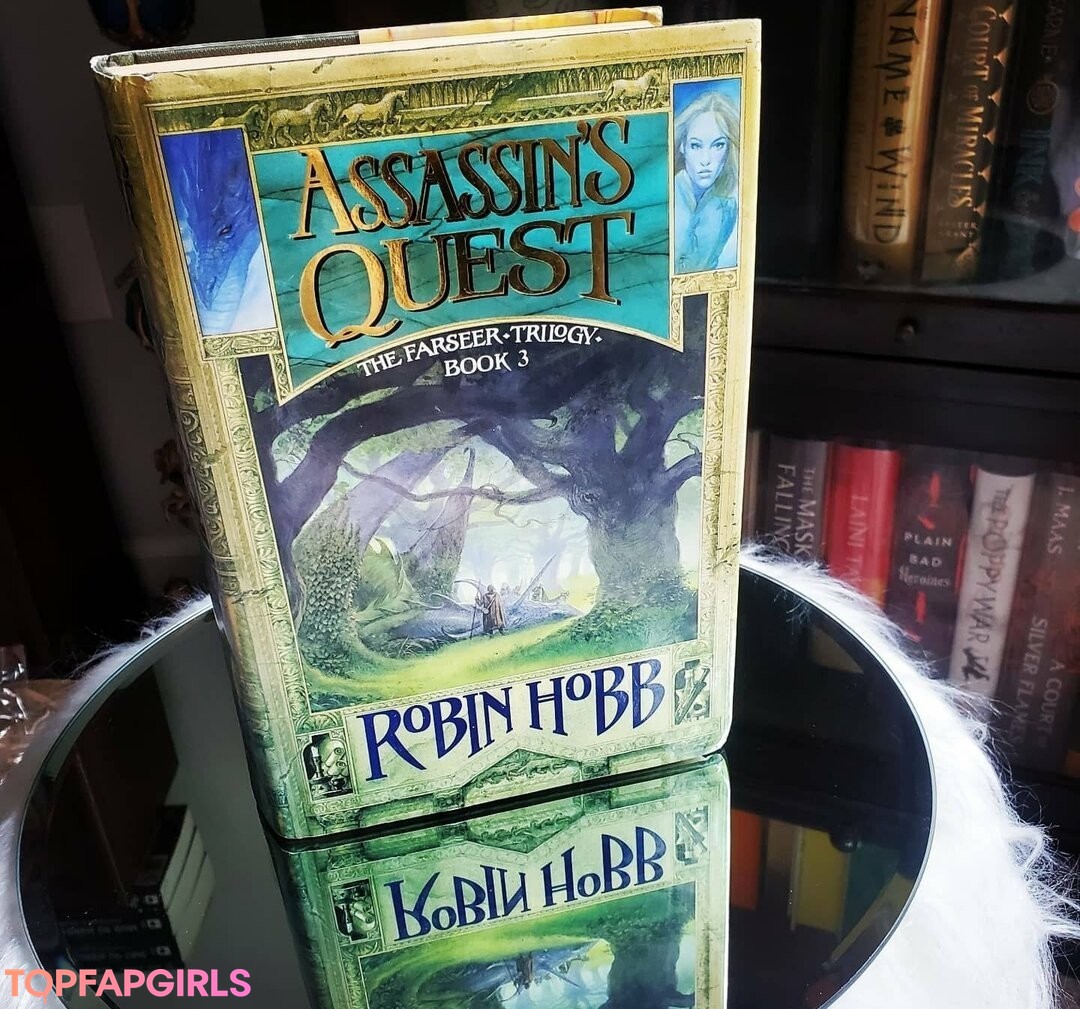 ASSASSIN'S
QUEST
THE FARSEER • TRILOGY •
BOOK 3
ROBIN HOBB
ROBIN HOBB
NAME
WIND
COURT OF MIRACLES
THE MASK
FALLING
LAINI
PLAIN
BAD
Heroines
THE POPPY WAR
J. MAAS
A COURT
SILVER FLAMES
TOPFAPGIRLS